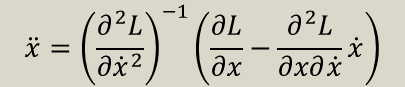 ẍ = (∂²L/∂ẋ²)⁻¹ (∂L/∂x − ∂²L/∂x∂ẋ ẋ)